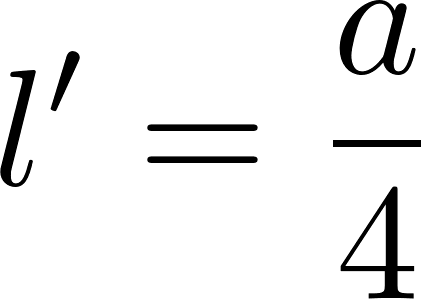 l′ = a/4